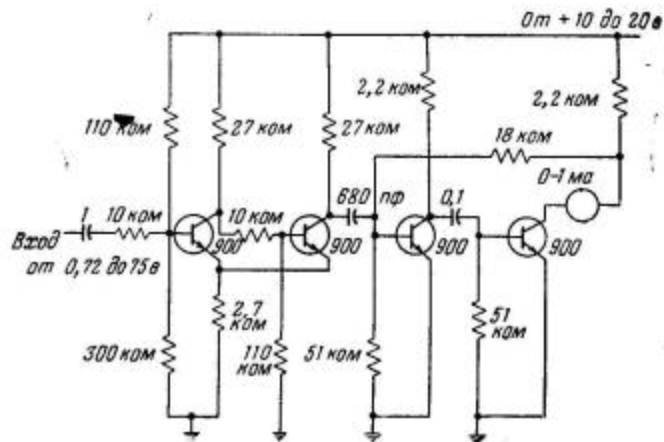 От + 10 до 20 в
110 ком
27 ком
27 ком
2,2 ком
2,2 ком
18 ком
0-1 ма
680 пф
0,1
1
10 ком
10 ком
Вход
от 0,72 до 75 в
900
900
900
900
2,7 ком
300 ком
110 ком
51 ком
51 ком